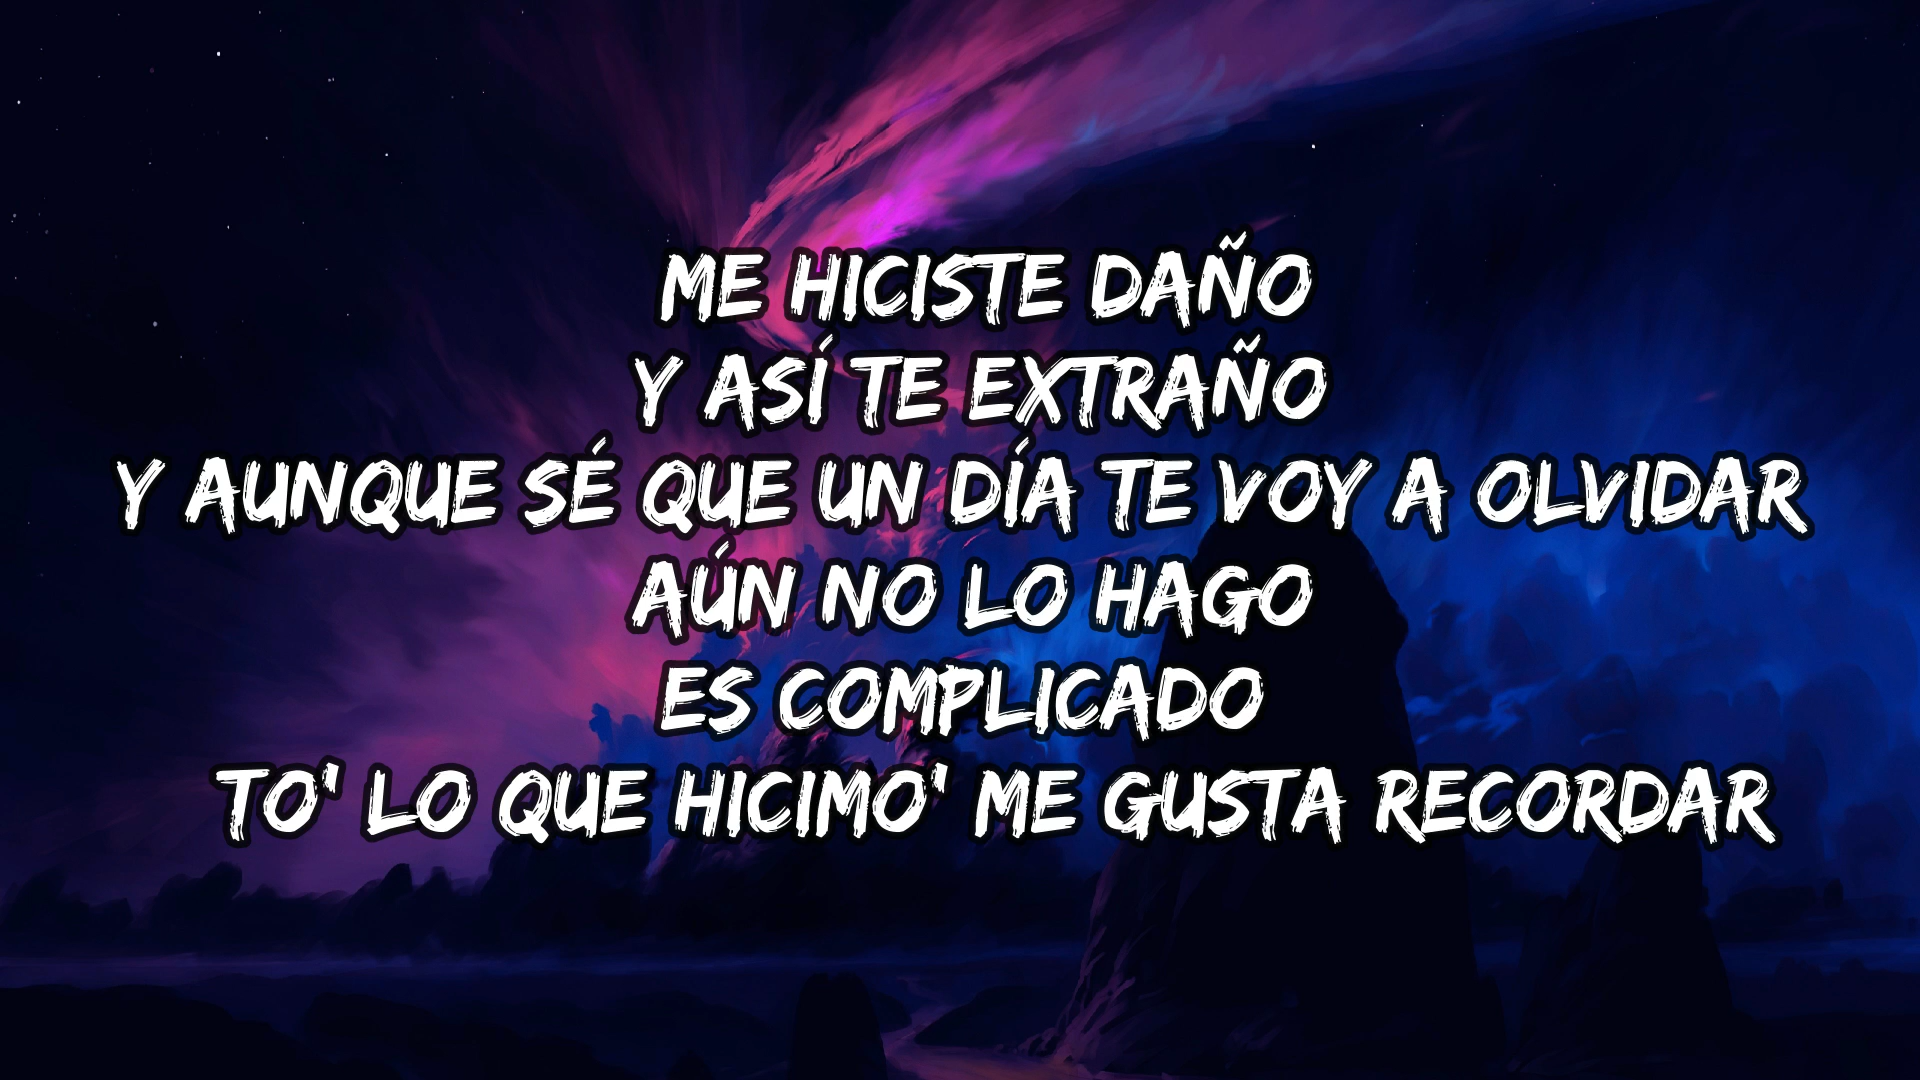 ME HICISTE DAÑO
Y ASÍ TE EXTRAÑO
Y AUNQUE SÉ QUE UN DÍA TE VOY A OLVIDAR
AÚN NO LO HAGO
ES COMPLICADO
TO' LO QUE HICIMO' ME GUSTA RECORDAR